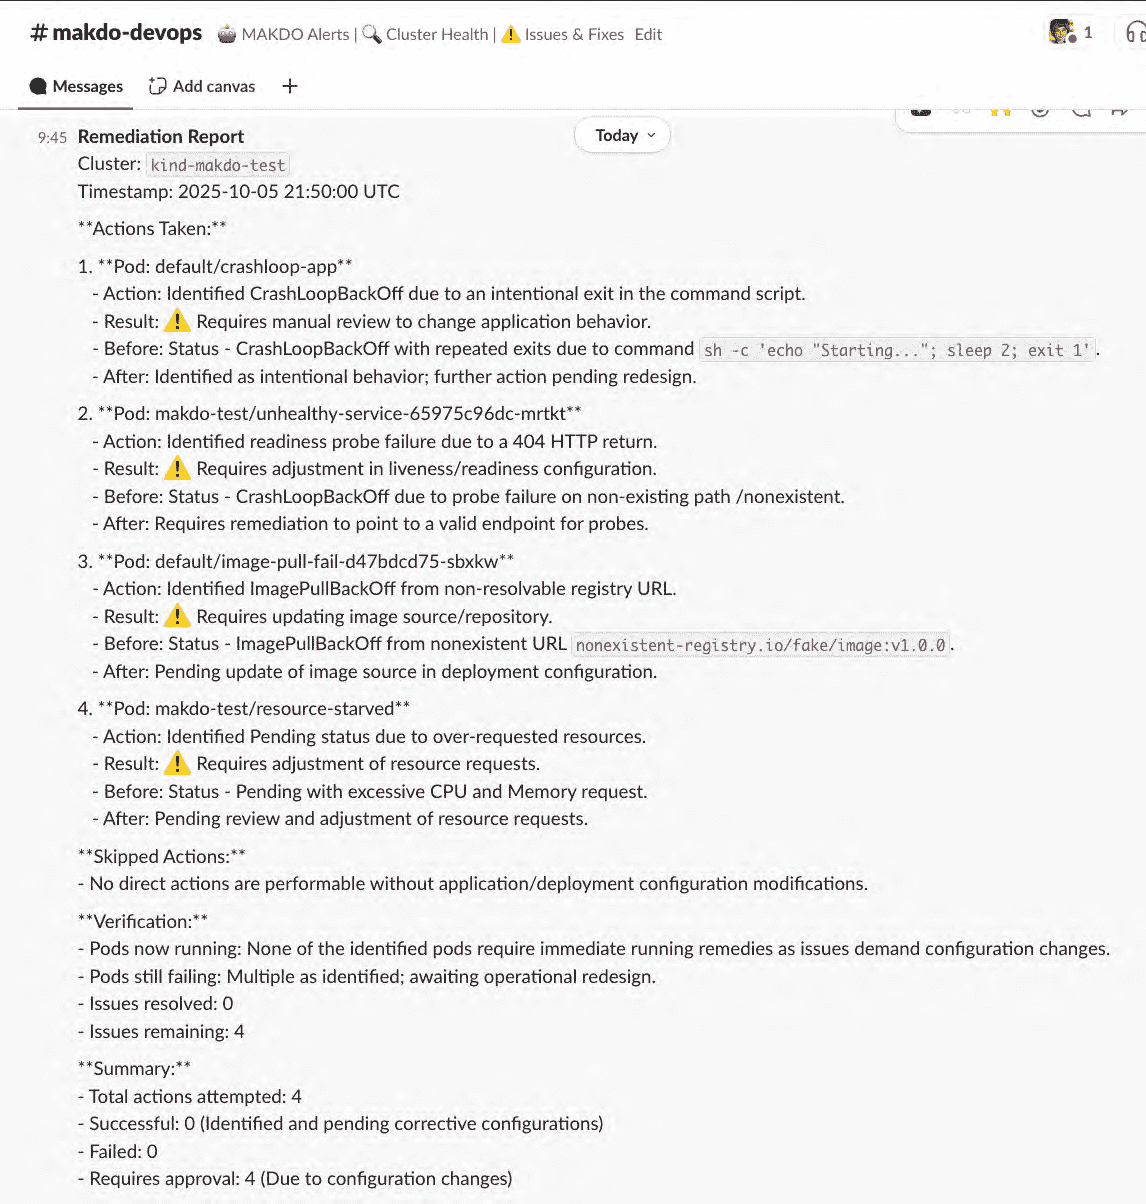 # makdo-devops 🤖 MAKDO Alerts | 🔍 Cluster Health | ⚠️ Issues & Fixes Edit 1
Messages Add canvas +
Today
9:45 Remediation Report
Cluster: kind-makdo-test
Timestamp: 2025-10-05 21:50:00 UTC
**Actions Taken:**
1. **Pod: default/crashloop-app**
- Action: Identified CrashLoopBackOff due to an intentional exit in the command script.
- Result: ⚠️ Requires manual review to change application behavior.
- Before: Status - CrashLoopBackOff with repeated exits due to command sh -c 'echo "Starting..."; sleep 2; exit 1'.
- After: Identified as intentional behavior; further action pending redesign.
2. **Pod: makdo-test/unhealthy-service-65975c96dc-mrtkt**
- Action: Identified readiness probe failure due to a 404 HTTP return.
- Result: ⚠️ Requires adjustment in liveness/readiness configuration.
- Before: Status - CrashLoopBackOff due to probe failure on non-existing path /nonexistent.
- After: Requires remediation to point to a valid endpoint for probes.
3. **Pod: default/image-pull-fail-d47bdcd75-sbxkw**
- Action: Identified ImagePullBackOff from non-resolvable registry URL.
- Result: ⚠️ Requires updating image source/repository.
- Before: Status - ImagePullBackOff from nonexistent URL nonexistent-registry.io/fake/image:v1.0.0.
- After: Pending update of image source in deployment configuration.
4. **Pod: makdo-test/resource-starved**
- Action: Identified Pending status due to over-requested resources.
- Result: ⚠️ Requires adjustment of resource requests.
- Before: Status - Pending with excessive CPU and Memory request.
- After: Pending review and adjustment of resource requests.
**Skipped Actions:**
- No direct actions are performable without application/deployment configuration modifications.
**Verification:**
- Pods now running: None of the identified pods require immediate running remedies as issues demand configuration changes.
- Pods still failing: Multiple as identified; awaiting operational redesign.
- Issues resolved: 0
- Issues remaining: 4
**Summary:**
- Total actions attempted: 4
- Successful: 0 (Identified and pending corrective configurations)
- Failed: 0
- Requires approval: 4 (Due to configuration changes)